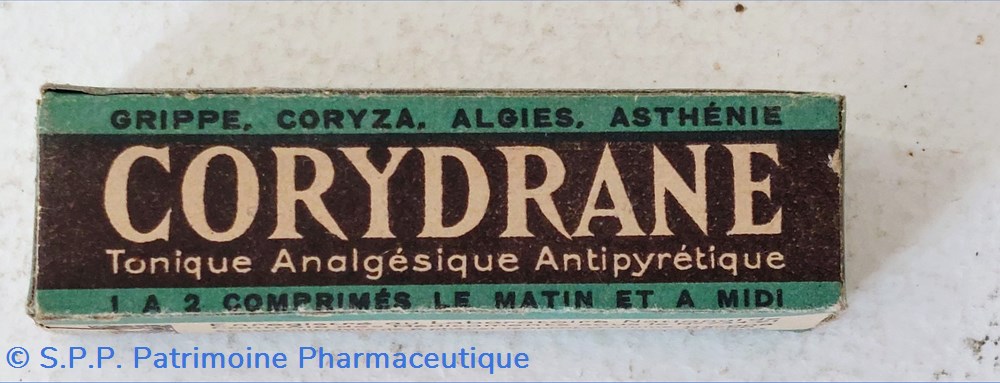 GRIPPE, CORYZA, ALGIES, ASTHÉNIE
CORYDRANE
Tonique Analgésique Antipyrétique
1 A 2 COMPRIMÉS LE MATIN ET A MIDI
© S.P.P. Patrimoine Pharmaceutique